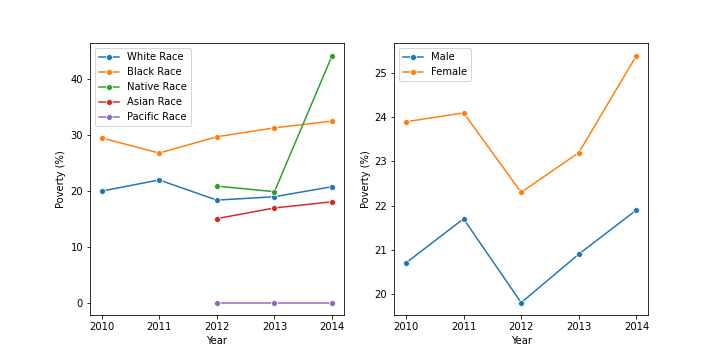 White Race
Black Race
Native Race
Asian Race
Pacific Race
Poverty (%)
40
30
20
10
0
2010 2011 2012 2013 2014
Year
Male
Female
Poverty (%)
25
24
23
22
21
20
2010 2011 2012 2013 2014
Year